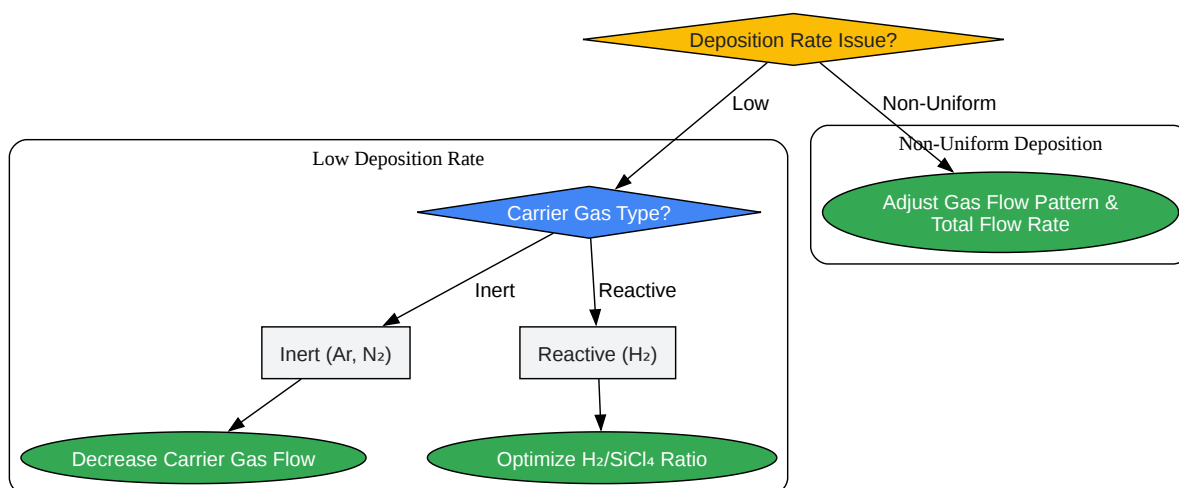 Deposition Rate Issue?
Low
Non-Uniform
Low Deposition Rate
Non-Uniform Deposition
Carrier Gas Type?
Adjust Gas Flow Pattern &
Total Flow Rate
Inert
Reactive
Inert (Ar, N₂)
Reactive (H₂)
Decrease Carrier Gas Flow
Optimize H₂/SiCl₄ Ratio